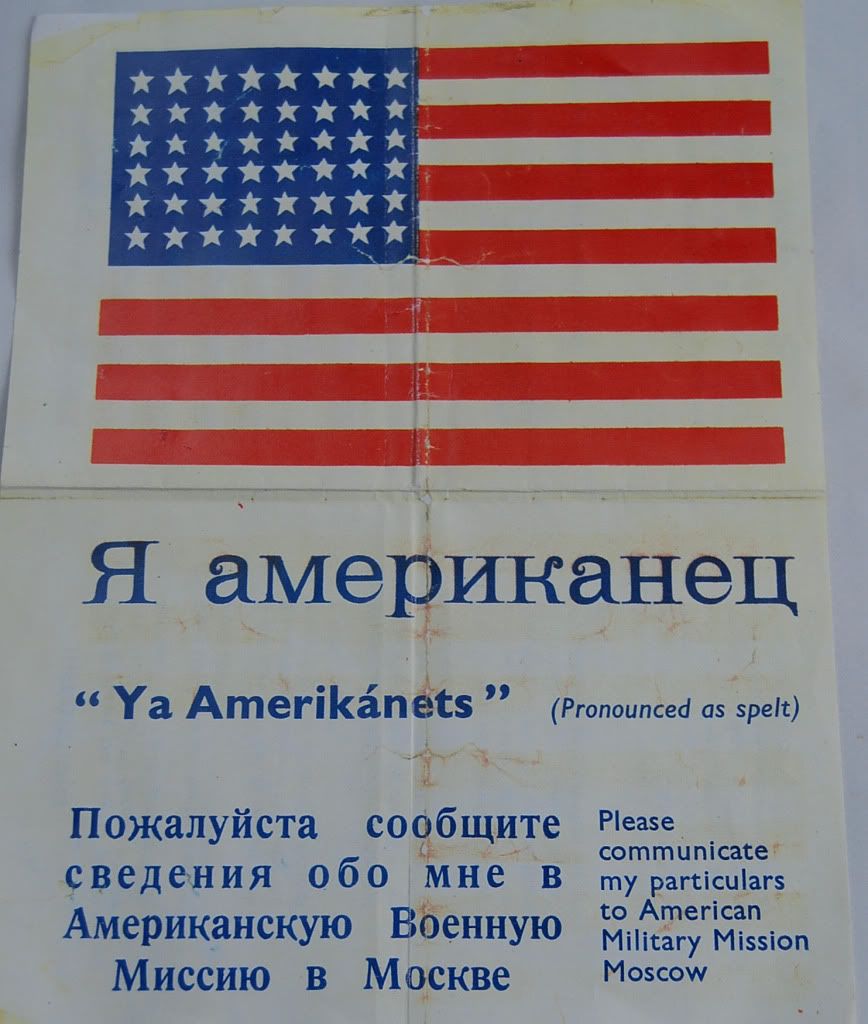 Я американец
“ Ya Amerikánets ” (Pronounced as spelt)
Пожалуйста сообщите
сведения обо мне в
Американскую Военную
Миссию в Москве
Please
communicate
my particulars
to American
Military Mission
Moscow